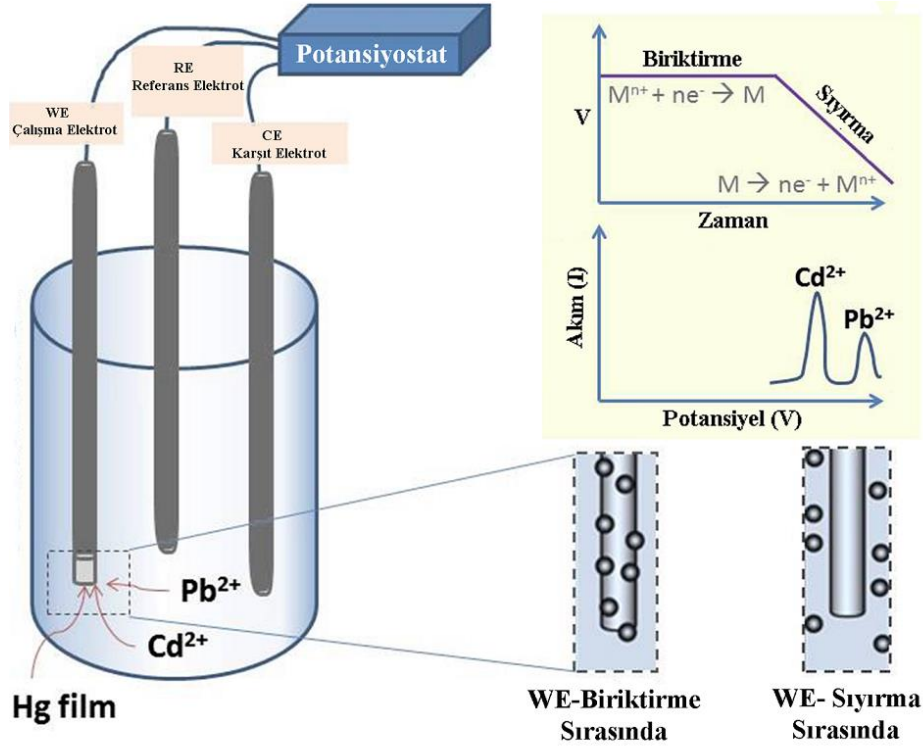 Potansiyostat
RE
Referans Elektrot
WE
Çalışma Elektrot
CE
Karşıt Elektrot
Biriktirme
Mⁿ⁺ + ne⁻ → M
V
Sıyırma
M → ne⁻ + Mⁿ⁺
Zaman
Akım (I)
Cd²⁺
Pb²⁺
Potansiyel (V)
Pb²⁺
Cd²⁺
Hg film
WE-Biriktirme
Sırasında
WE- Sıyırma
Sırasında